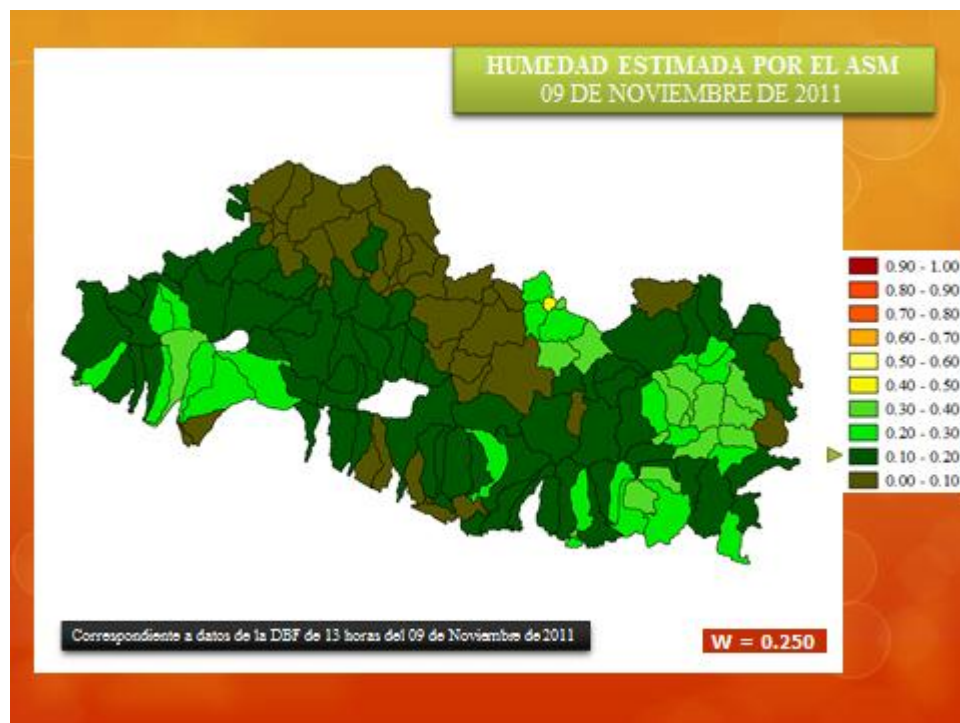 HUMEDAD ESTIMADA POR EL ASM
09 DE NOVIEMBRE DE 2011
0.90 - 1.00
0.80 - 0.90
0.70 - 0.80
0.60 - 0.70
0.50 - 0.60
0.40 - 0.50
0.30 - 0.40
0.20 - 0.30
0.10 - 0.20
0.00 - 0.10
Correspondiente a datos de la DBF de 13 horas del 09 de Noviembre de 2011
W = 0.250